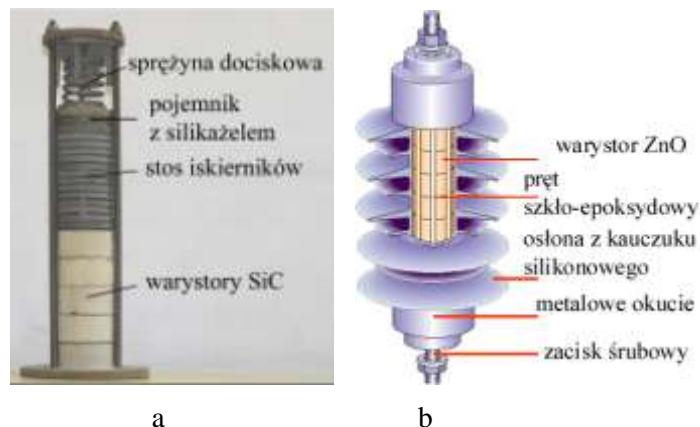 sprężyna dociskowa
pojemnik
z silikażelem
stos iskierników
warystory SiC
warystor ZnO
pręt
szkło-epoksydowy
osłona z kauczuku
silikonowego
metalowe okucie
zacisk śrubowy
a
b